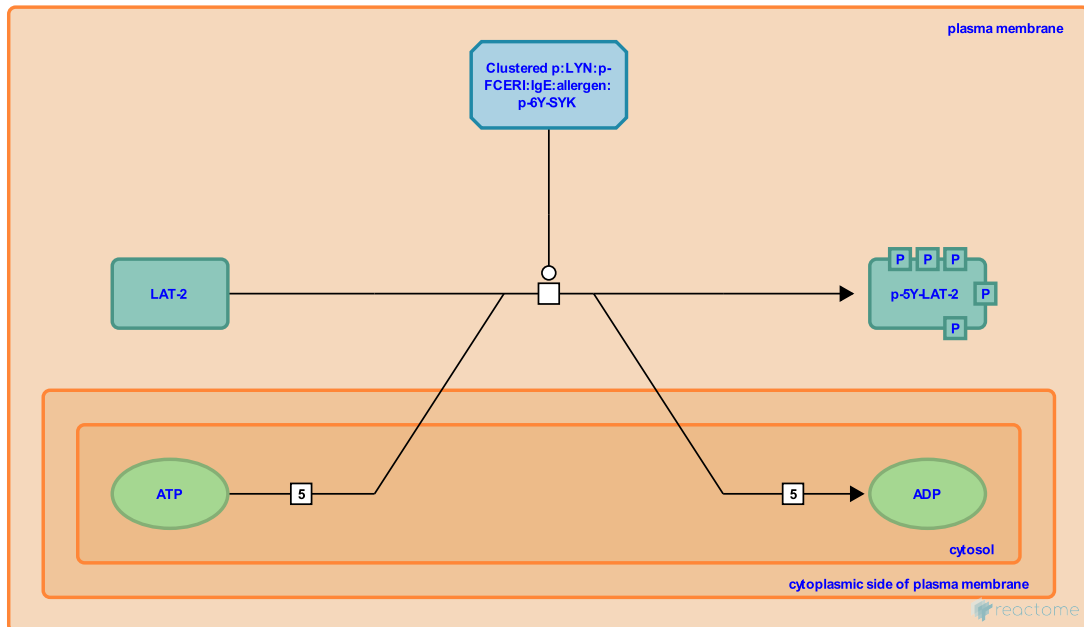 plasma membrane
Clustered p:LYN:p-
FCERI:IgE:allergen:
p-6Y-SYK
LAT-2
P P P
p-5Y-LAT-2
P
P
ATP
5
5
ADP
cytosol
cytoplasmic side of plasma membrane
reactome